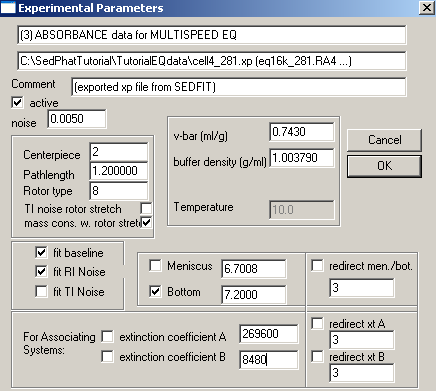 Experimental Parameters
(3) ABSORBANCE data for MULTISPEED EQ
C:\SedPhatTutorial\TutorialEQdata\cell4_281.xp (eq16k_281.RA4 ...)
Comment (exported xp file from SEDFIT)
active
noise 0.0050
Centerpiece 2
Pathlength 1.200000
Rotor type 8
TI noise rotor stretch
mass cons. w. rotor stretc
v-bar (ml/g) 0.7430
buffer density (g/ml) 1.003790
Temperature 10.0
Cancel
OK
fit baseline
fit RI Noise
fit TI Noise
Meniscus 6.7008
Bottom 7.2000
redirect men./bot.
3
For Associating
Systems:
extinction coefficient A 269600
extinction coefficient B 8480
redirect xt A
3
redirect xt B
3